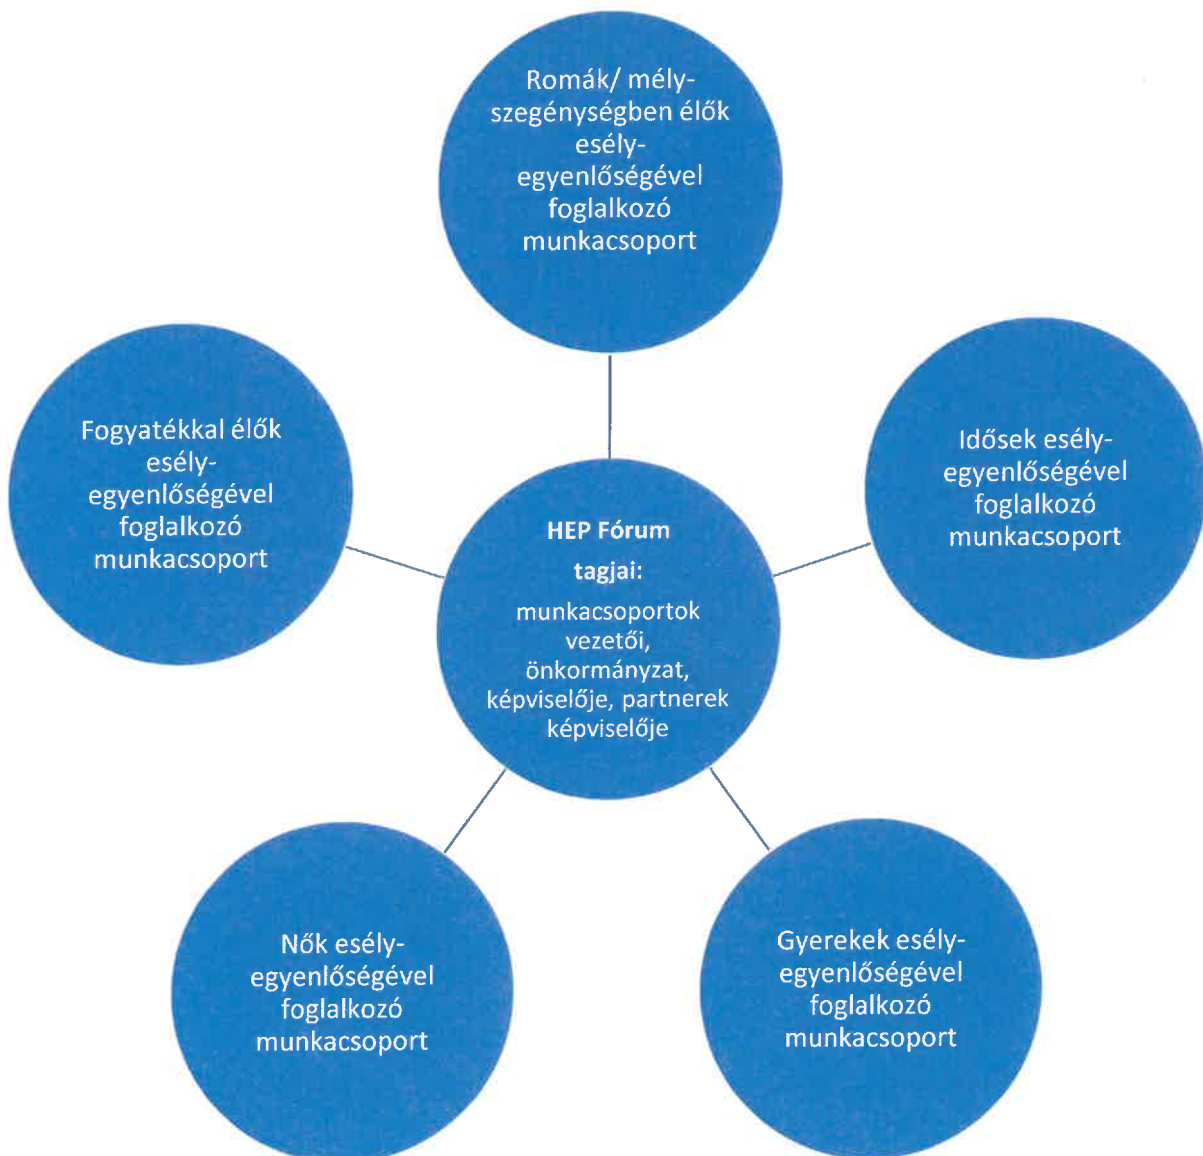 Romák/ mély-
szegénységben élők
esély-
egyenlőségével
foglalkozó
munkacsoport
Fogyatékkal élők
esély-
egyenlőségével
foglalkozó
munkacsoport
Idősek esély-
egyenlőségével
foglalkozó
munkacsoport
HEP Fórum
tagjai:
munkacsoportok
vezetői,
önkormányzat,
képviselője, partnerek
képviselője
Nők esély-
egyenlőségével
foglalkozó
munkacsoport
Gyerekek esély-
egyenlőségével
foglalkozó
munkacsoport